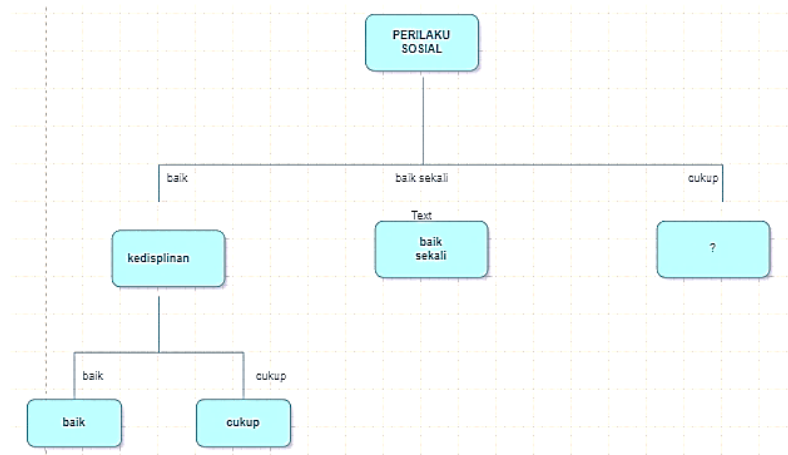 PERILAKU
SOSIAL
baik
baik sekali
cukup
Text
kedisplinan
baik
sekali
?
baik
cukup
baik
cukup